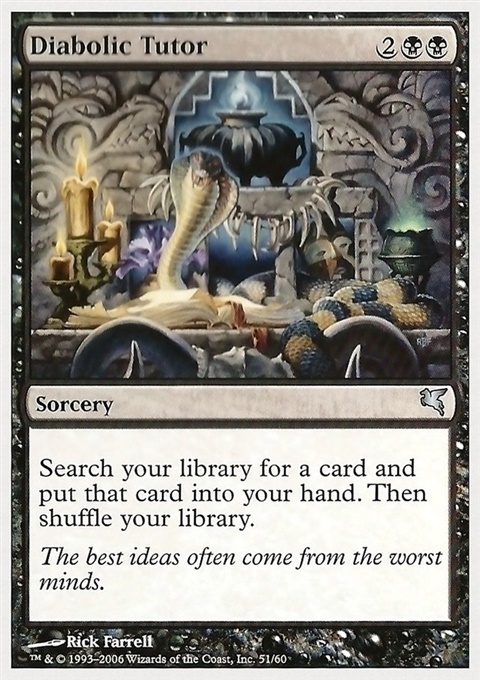 Diabolic Tutor 2
Sorcery
Search your library for a card and
put that card into your hand. Then
shuffle your library.
The best ideas often come from the worst
minds.
Rick Farrell
™ & © 1993–2006 Wizards of the Coast, Inc. 51/60